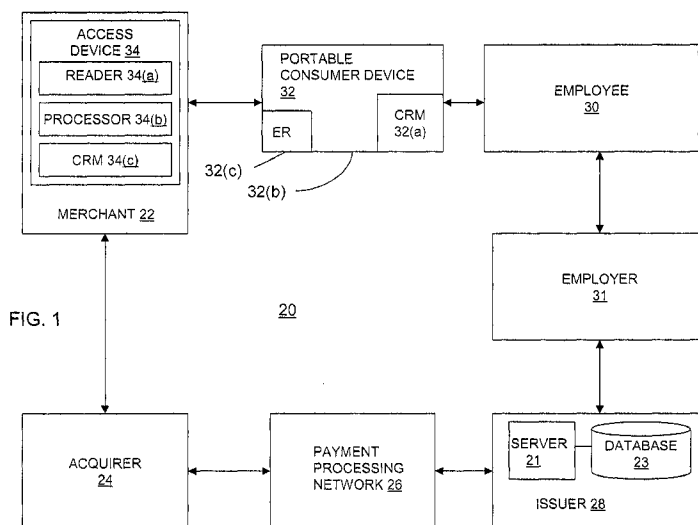 ACCESS
DEVICE 34
READER 34(a)
PROCESSOR 34(b)
CRM 34(c)
MERCHANT 22
PORTABLE
CONSUMER DEVICE
32
ER
CRM
32(a)
32(c)
32(b)
EMPLOYEE
30
EMPLOYER
31
FIG. 1
20
ACQUIRER
24
PAYMENT
PROCESSING
NETWORK 26
SERVER
21
DATABASE
23
ISSUER 28